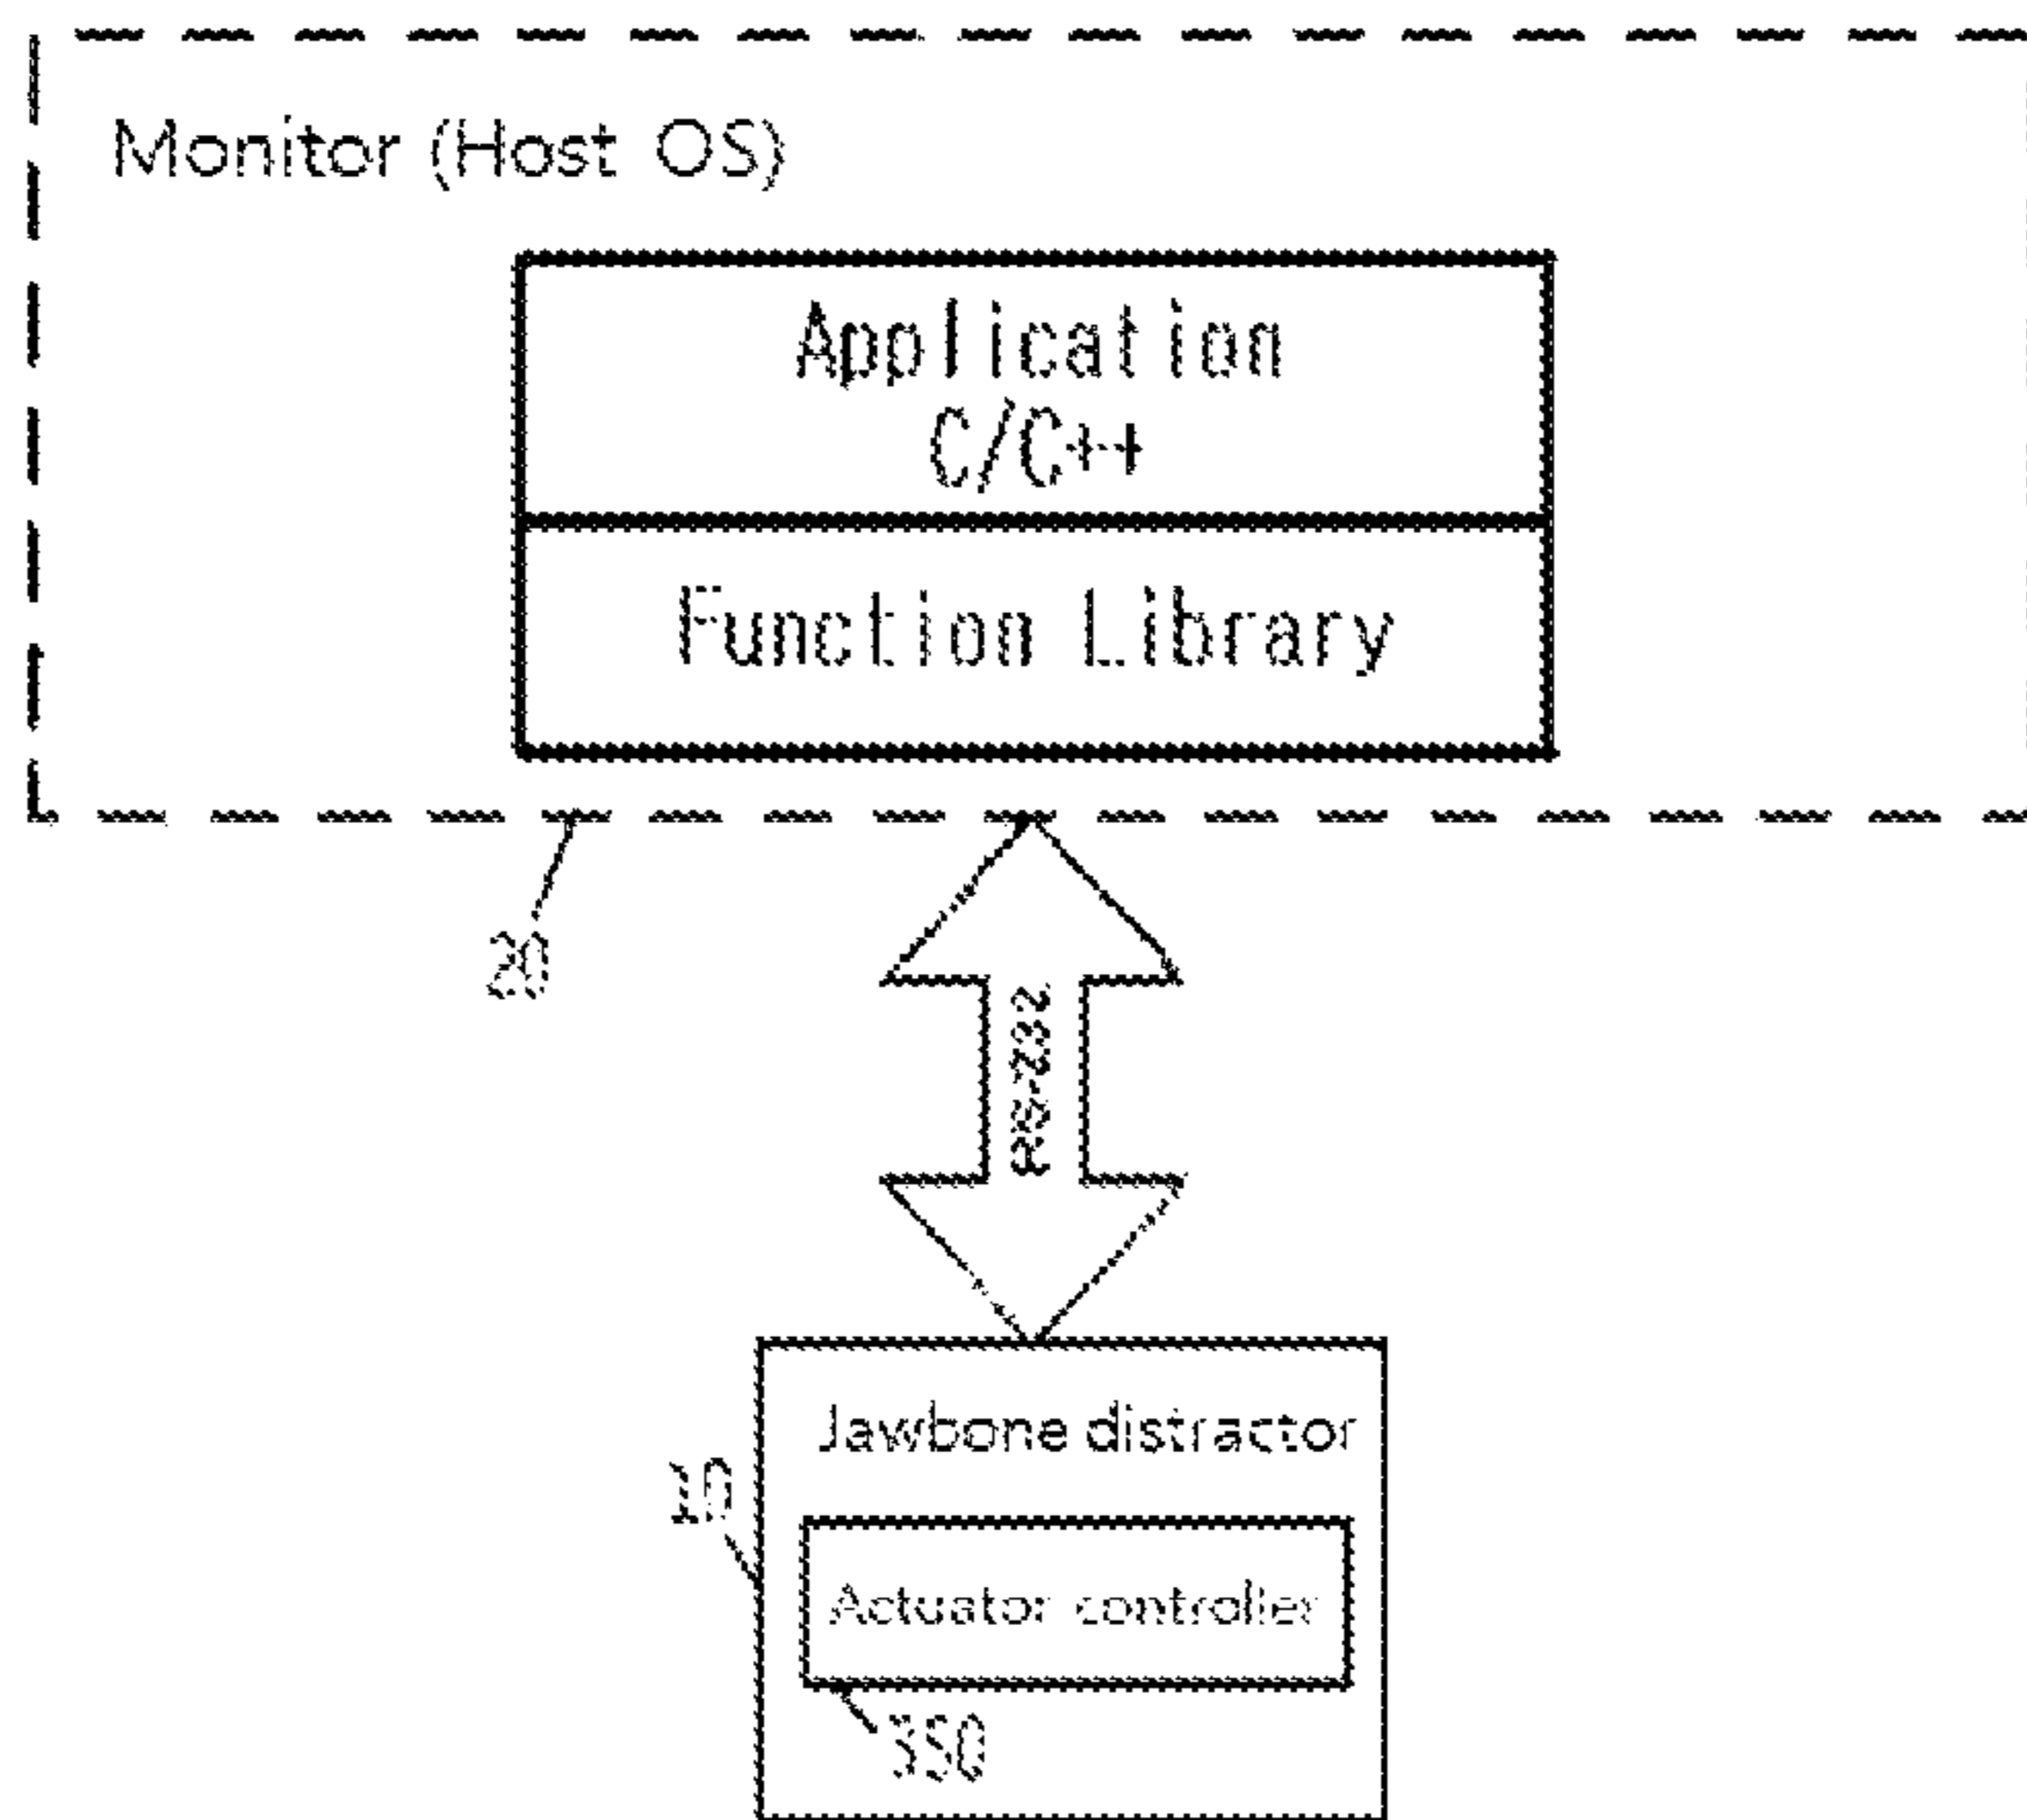 Monitor (Host OS)
Application
C/C++
Function Library
20
RS-232
Jawbone distractor
10
Actuator controller
350